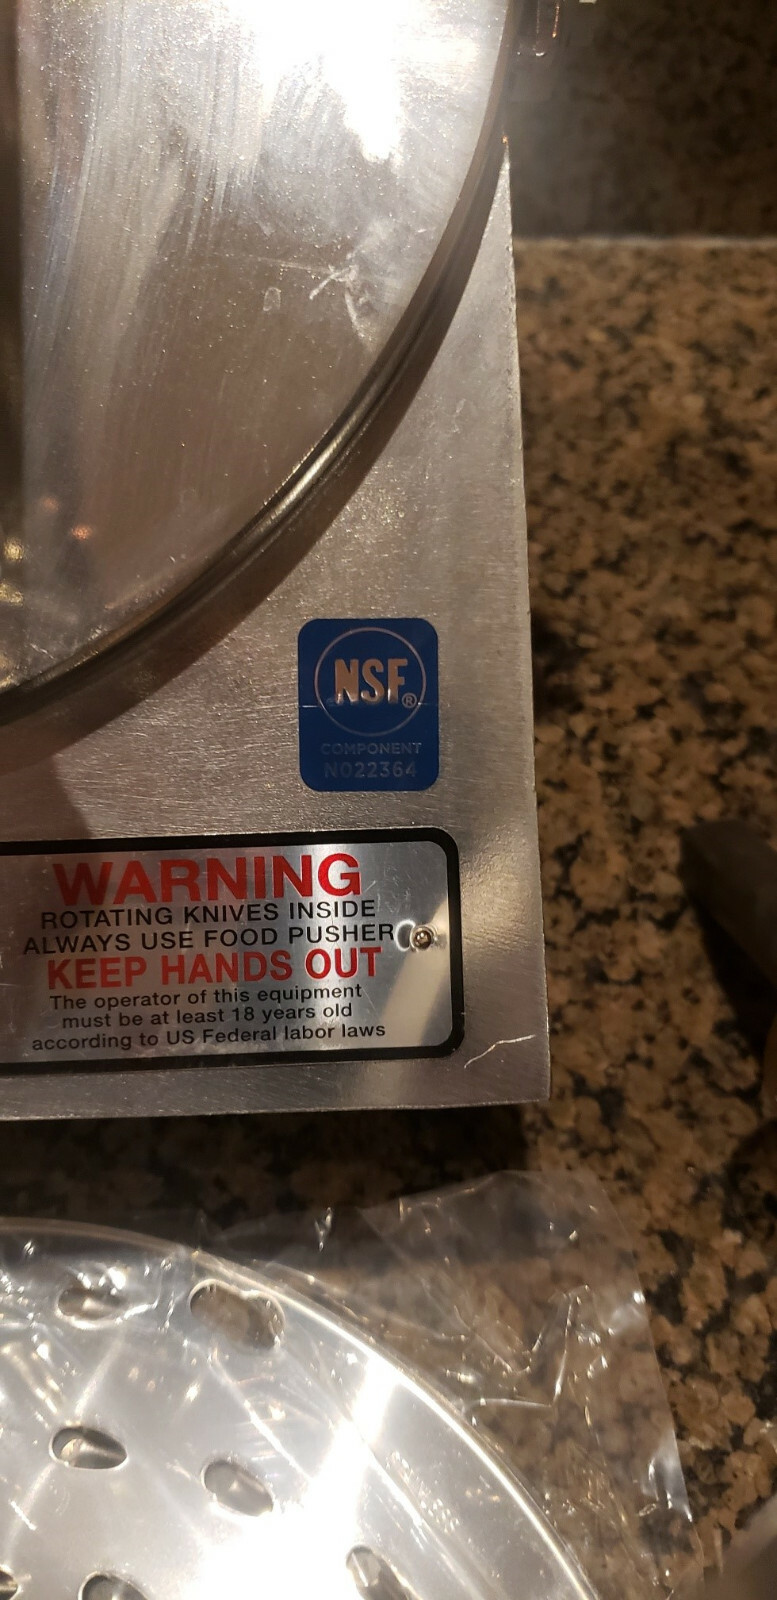 NSF®
COMPONENT
N022364
WARNING
ROTATING KNIVES INSIDE
ALWAYS USE FOOD PUSHER
KEEP HANDS OUT
The operator of this equipment
must be at least 18 years old
according to US Federal labor laws